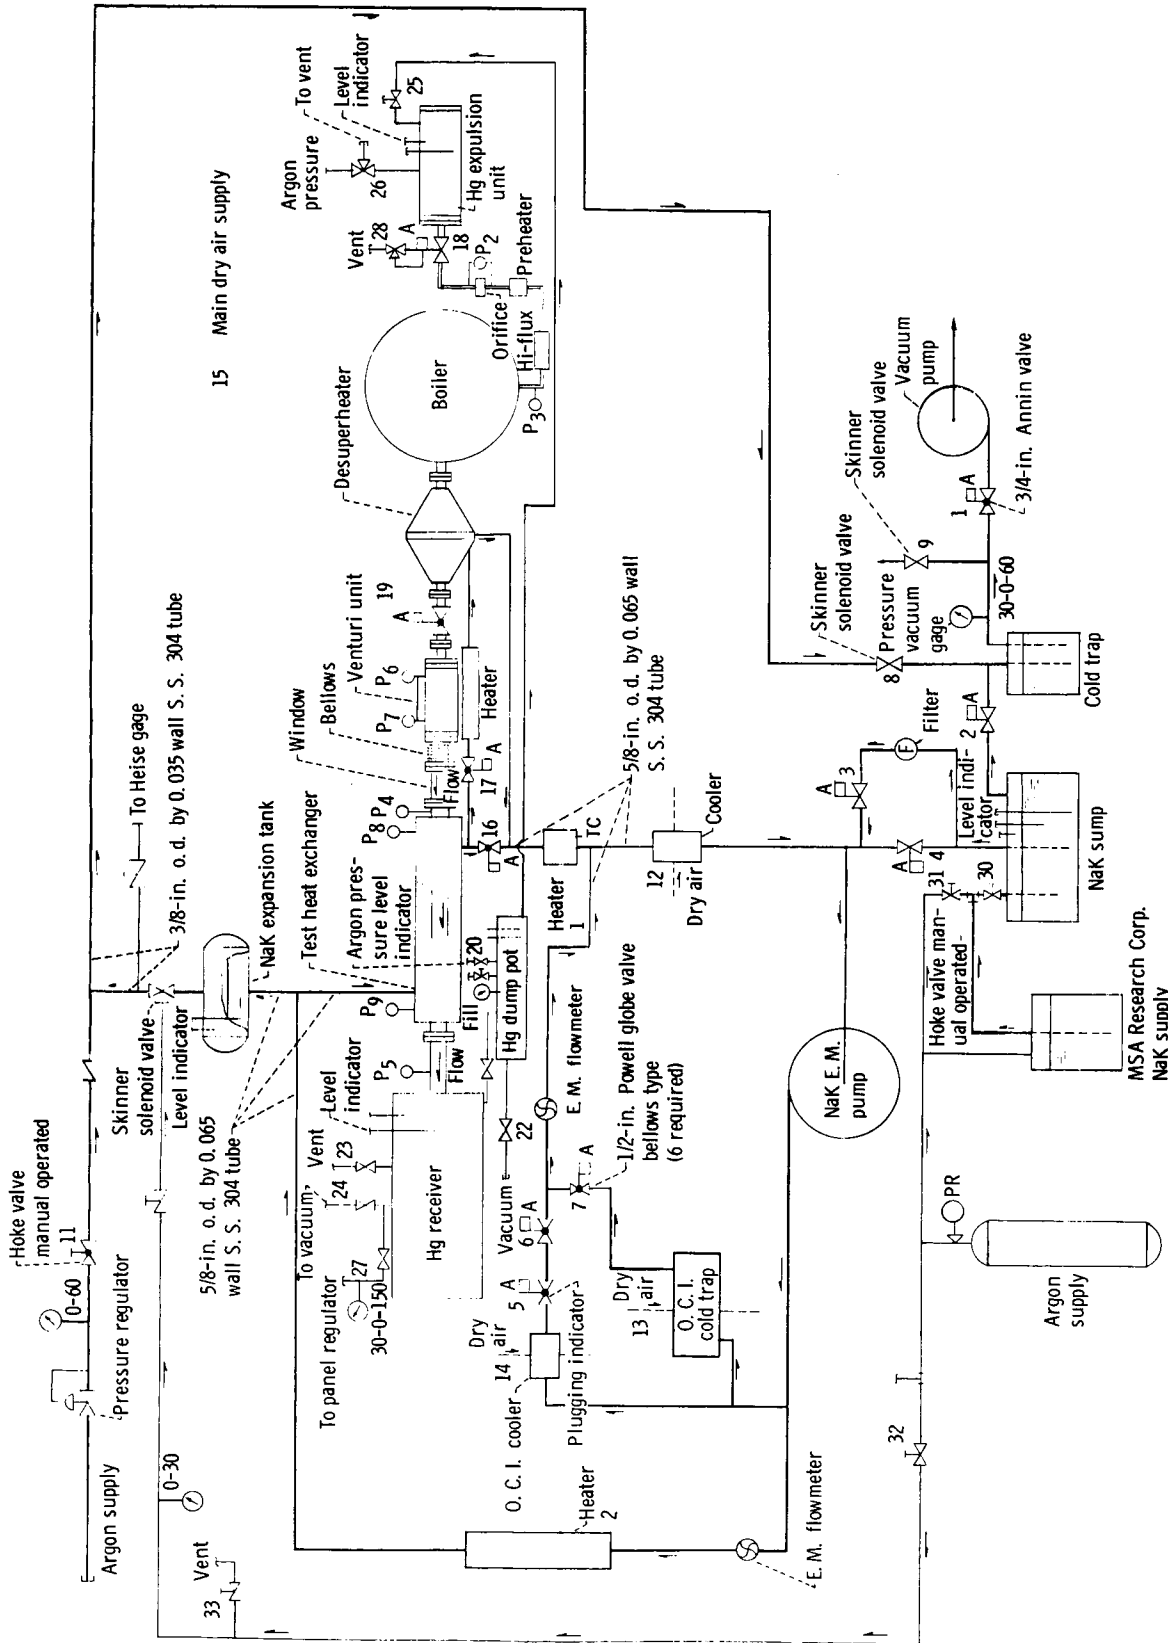 Argon supply
Pressure regulator
0-60
11
Hoke valve
manual operated
Vent
33
0-30
Skinner
solenoid valve
Level indicator
To Heise gage
3/8-in. o. d. by 0.035 wall S. S. 304 tube
NaK expansion tank
5/8-in. o. d. by 0.065
wall S. S. 304 tube
15 Main dry air supply
Argon
pressure
To vent
Level
indicator
26
25
Hg expulsion
unit
Vent
28
A
18
P2
Preheater
Orifice
Hi-flux
P3
Boiler
Desuperheater
19
A
Venturi unit
Bellows
Window
P6
P7
Heater
P4
P8
Flow
17
A
Test heat exchanger
Argon pres-
sure level
indicator
P9
20
Fill
Hg dump pot
16
A
P5
Flow
Level
indicator
Vent
23
24
To vacuum
27
To panel regulator
30-0-150
Hg receiver
22
Vacuum
Heater
1
TC
5/8-in. o. d. by 0.065 wall
S. S. 304 tube
Cooler
12
Dry air
E. M. flowmeter
1/2-in. Powell globe valve
bellows type
(6 required)
7
A
6
A
5
A
Plugging indicator
Dry
air
14
O. C. I. cooler
Dry
air
13
O. C. I.
cold trap
Heater
2
E. M. flowmeter
NaK E. M.
pump
A
3
F
Filter
A
4
Level indi-
cator
NaK sump
31
30
Hoke valve man-
ual operated
MSA Research Corp.
NaK supply
2
A
8
Skinner
solenoid valve
Pressure
vacuum
gage
30-0-60
Cold trap
9
Skinner
solenoid valve
1
A
3/4-in. Annin valve
Vacuum
pump
PR
Argon
supply
32